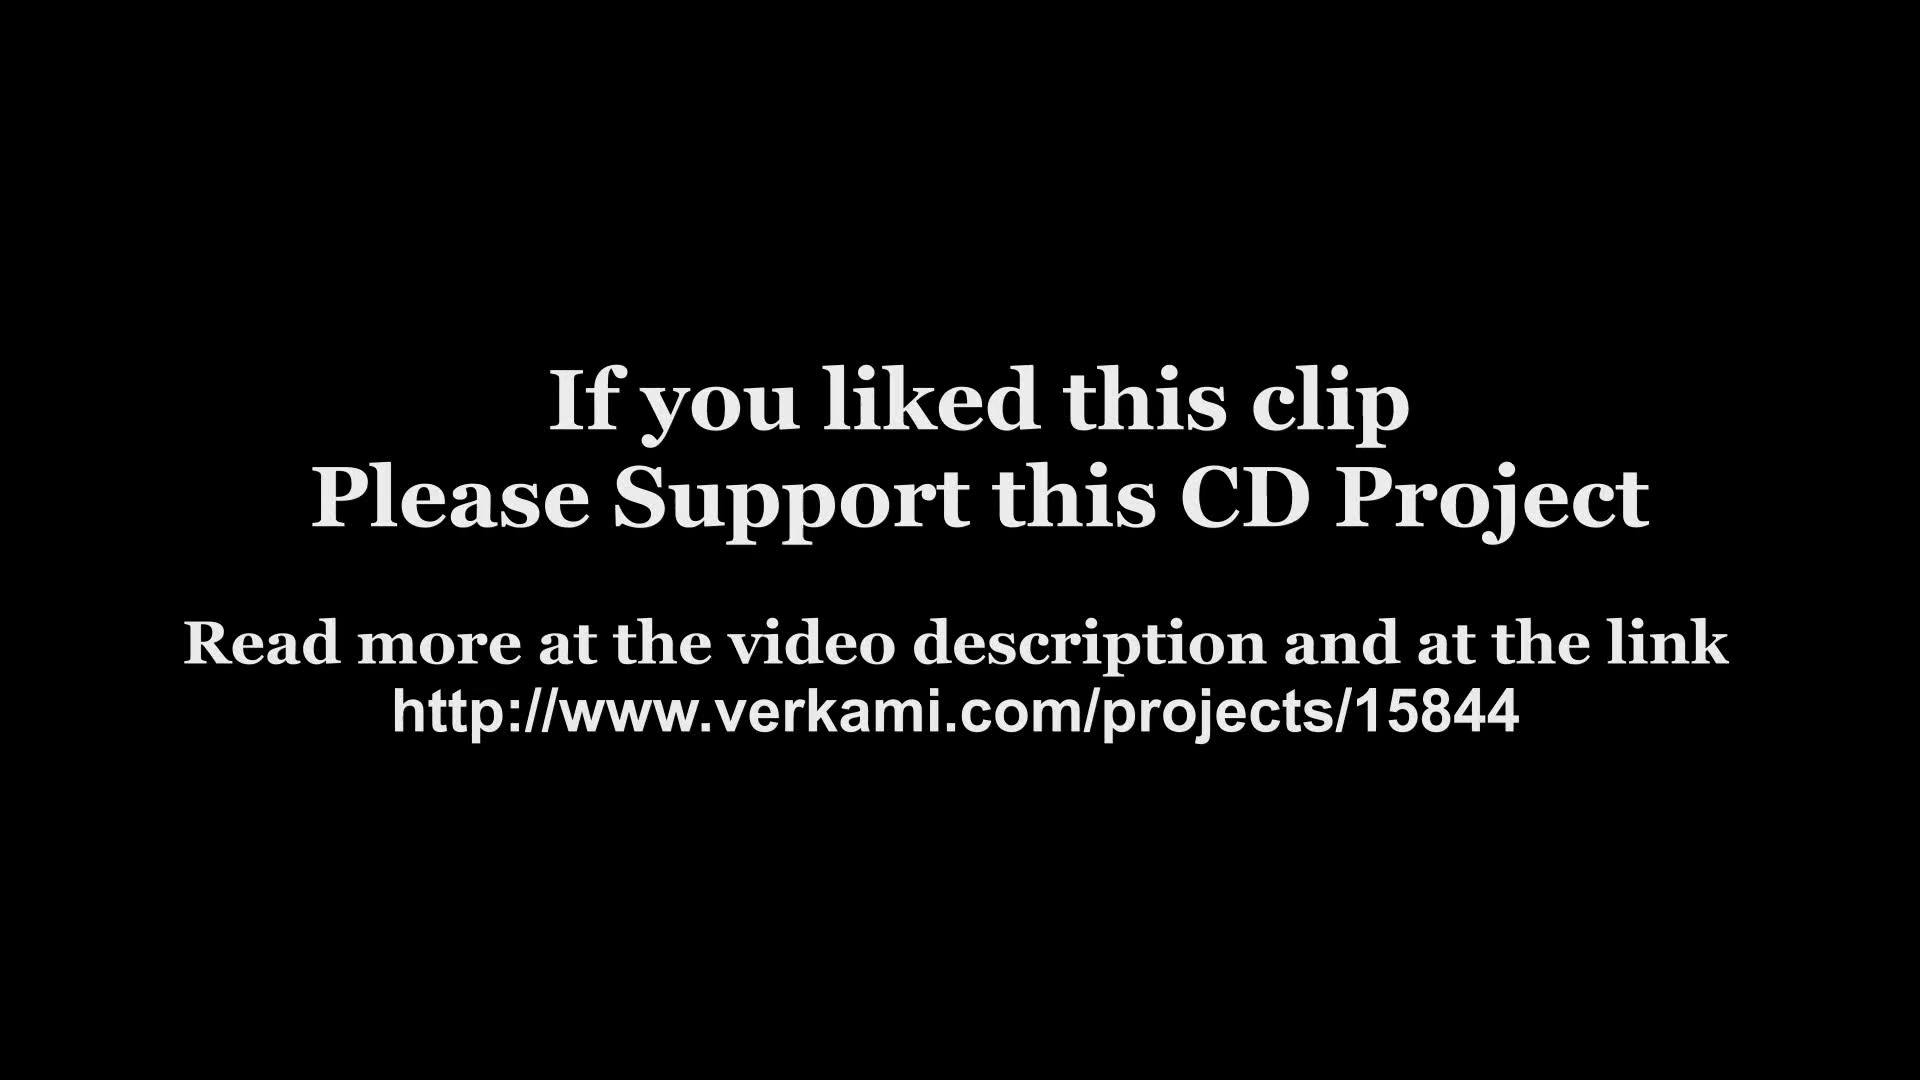 If you liked this clip
Please Support this CD Project
Read more at the video description and at the link
http://www.verkami.com/projects/15844